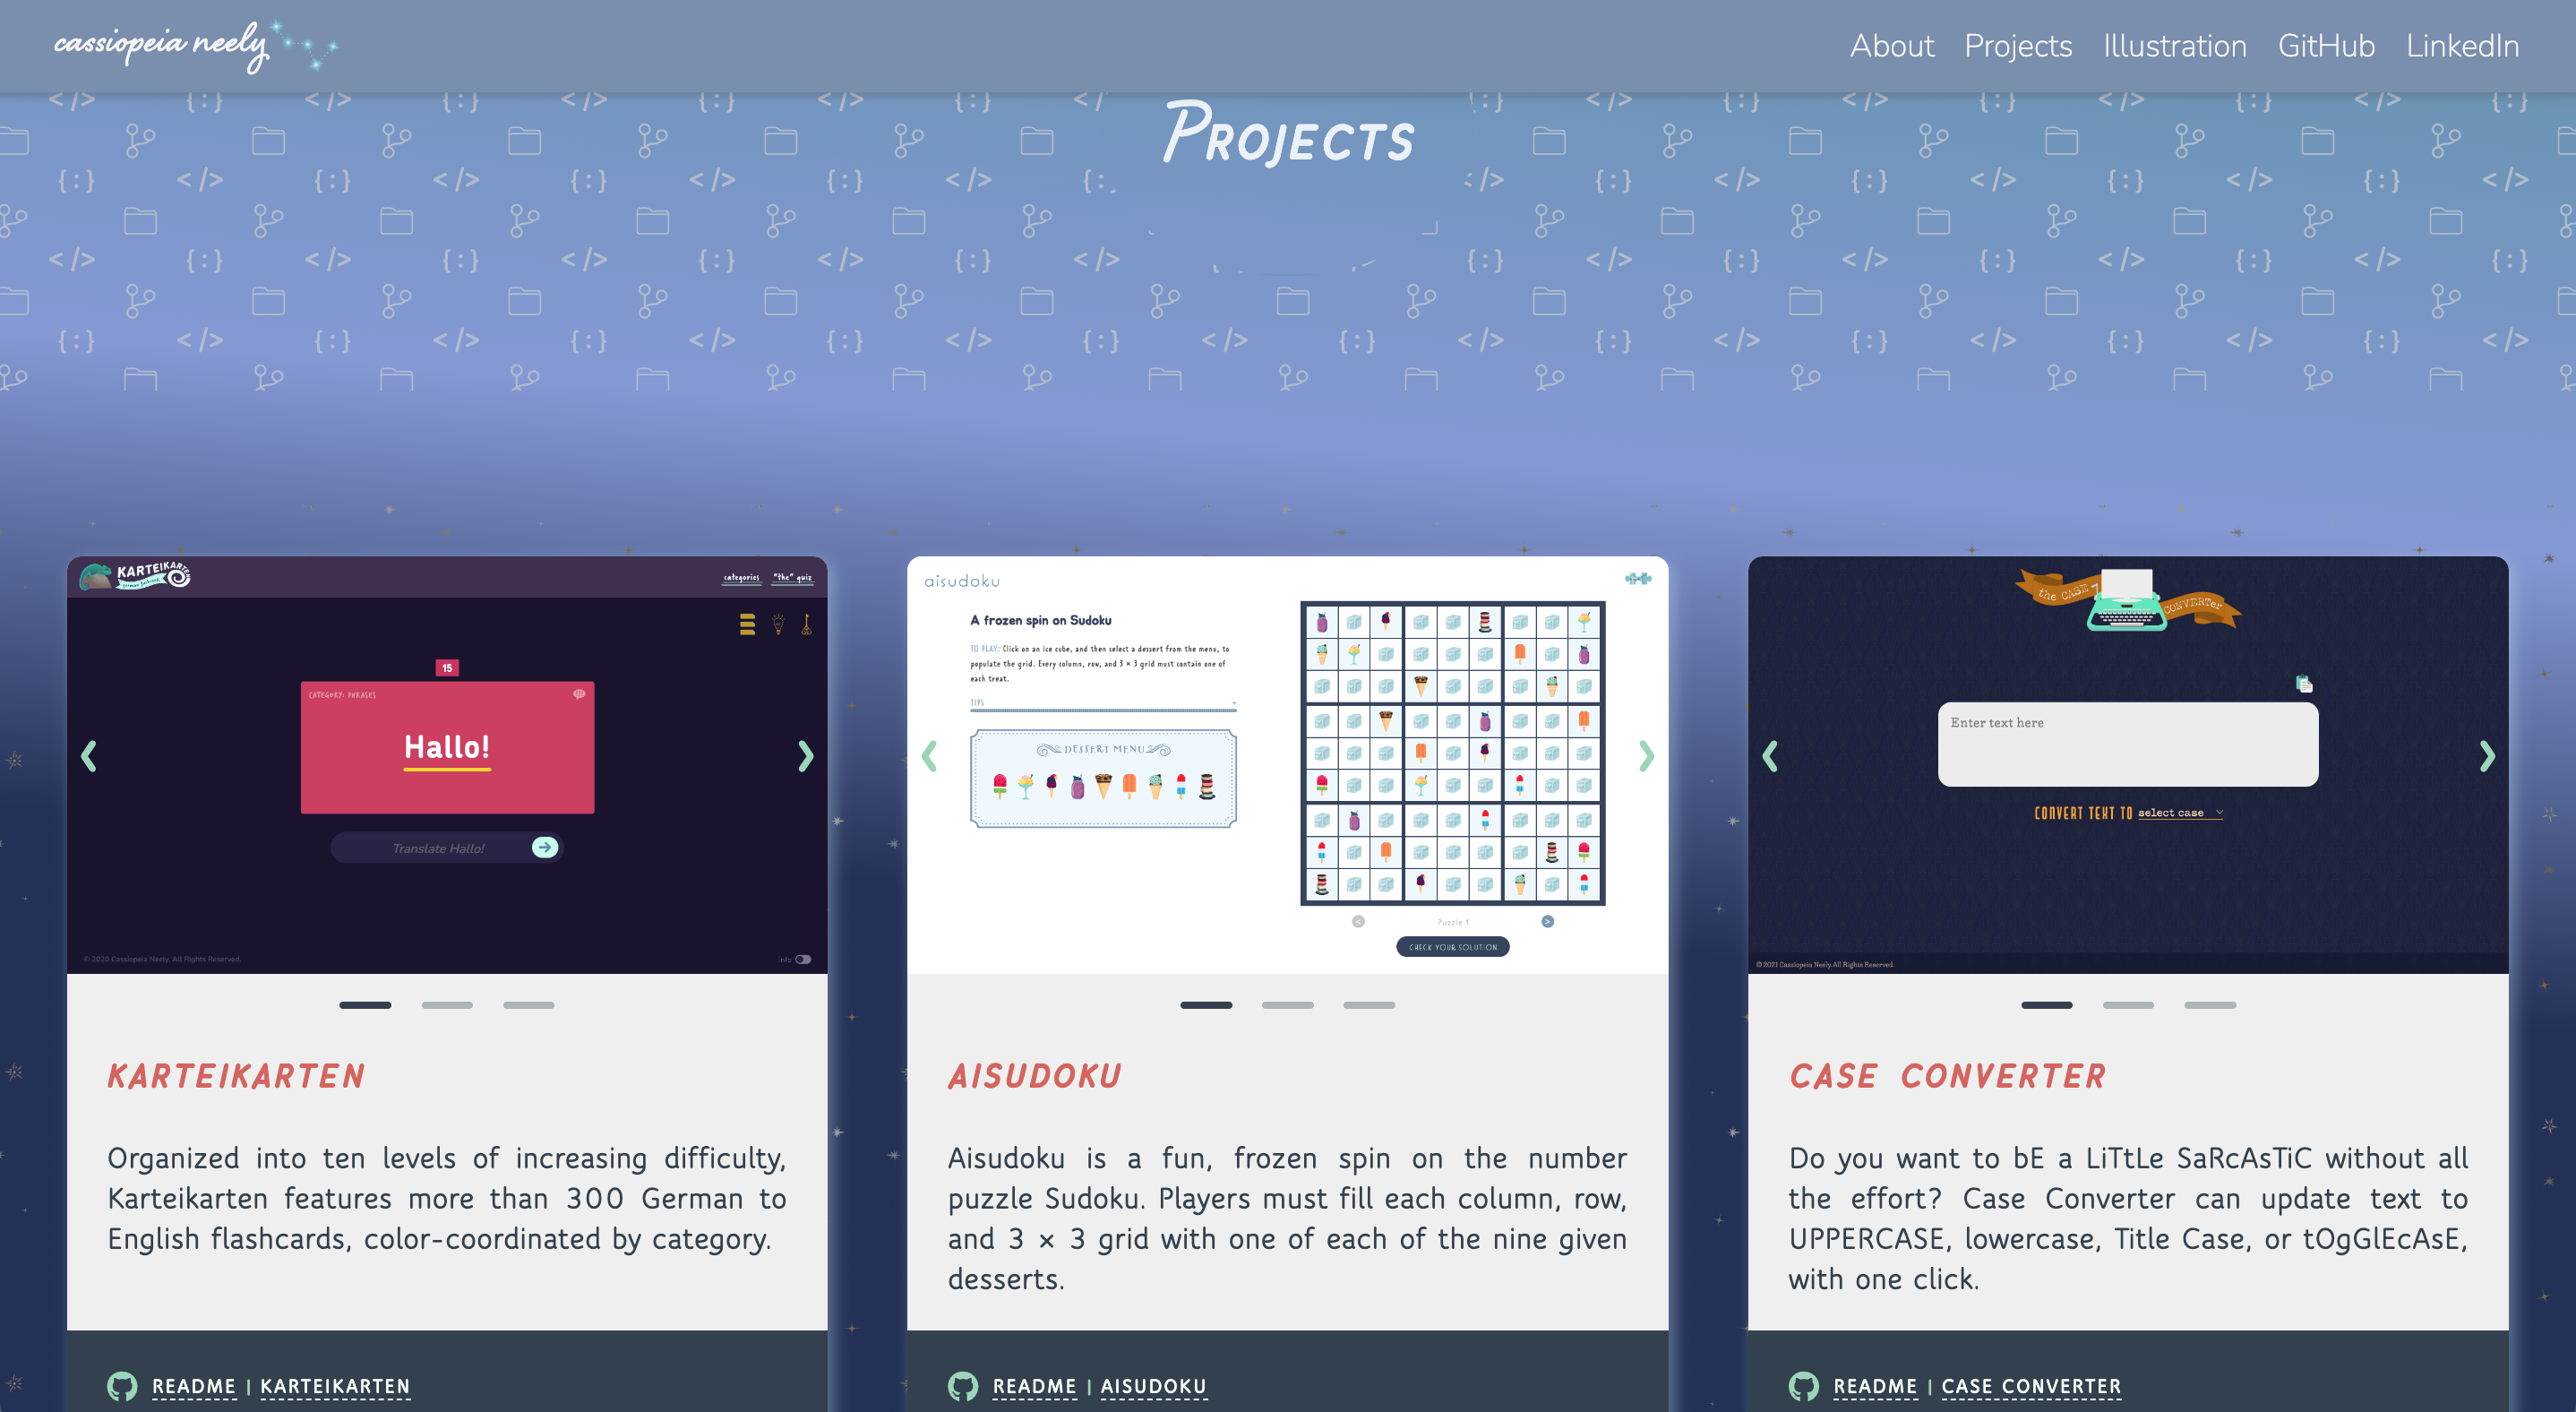 cassiopeia neely
About Projects Illustration GitHub LinkedIn
PROJECTS
KARTEIKARTEN
german flashcards
categories "the" quiz
15
CATEGORY: PHRASES
Hallo!
Translate Hallo!
© 2020 Cassiopeia Neely. All Rights Reserved.
Info
KARTEIKARTEN
Organized into ten levels of increasing difficulty,
Karteikarten features more than 300 German to
English flashcards, color-coordinated by category.
README | KARTEIKARTEN
aisudoku
A frozen spin on Sudoku
TO PLAY: Click on an ice cube, and then select a dessert from the menu, to
populate the grid. Every column, row, and 3 × 3 grid must contain one of
each treat.
TIPS
DESSERT MENU
< Puzzle 1 >
CHECK YOUR SOLUTION
AISUDOKU
Aisudoku is a fun, frozen spin on the number
puzzle Sudoku. Players must fill each column, row,
and 3 × 3 grid with one of each of the nine given
desserts.
README | AISUDOKU
the CASE
CONVERTer
Enter text here
CONVERT TEXT TO select case
© 2021 Cassiopeia Neely. All Rights Reserved.
CASE CONVERTER
Do you want to bE a LiTtLe SaRcAsTiC without all
the effort? Case Converter can update text to
UPPERCASE, lowercase, Title Case, or tOgGlEcAsE,
with one click.
README | CASE CONVERTER